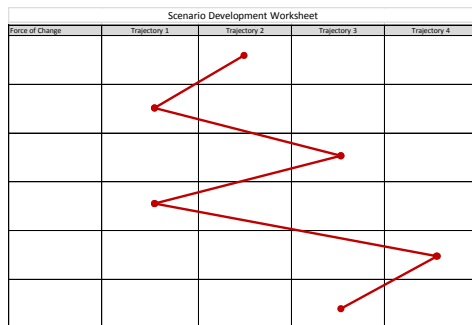 Scenario Development Worksheet
Force of Change Trajectory 1 Trajectory 2 Trajectory 3 Trajectory 4